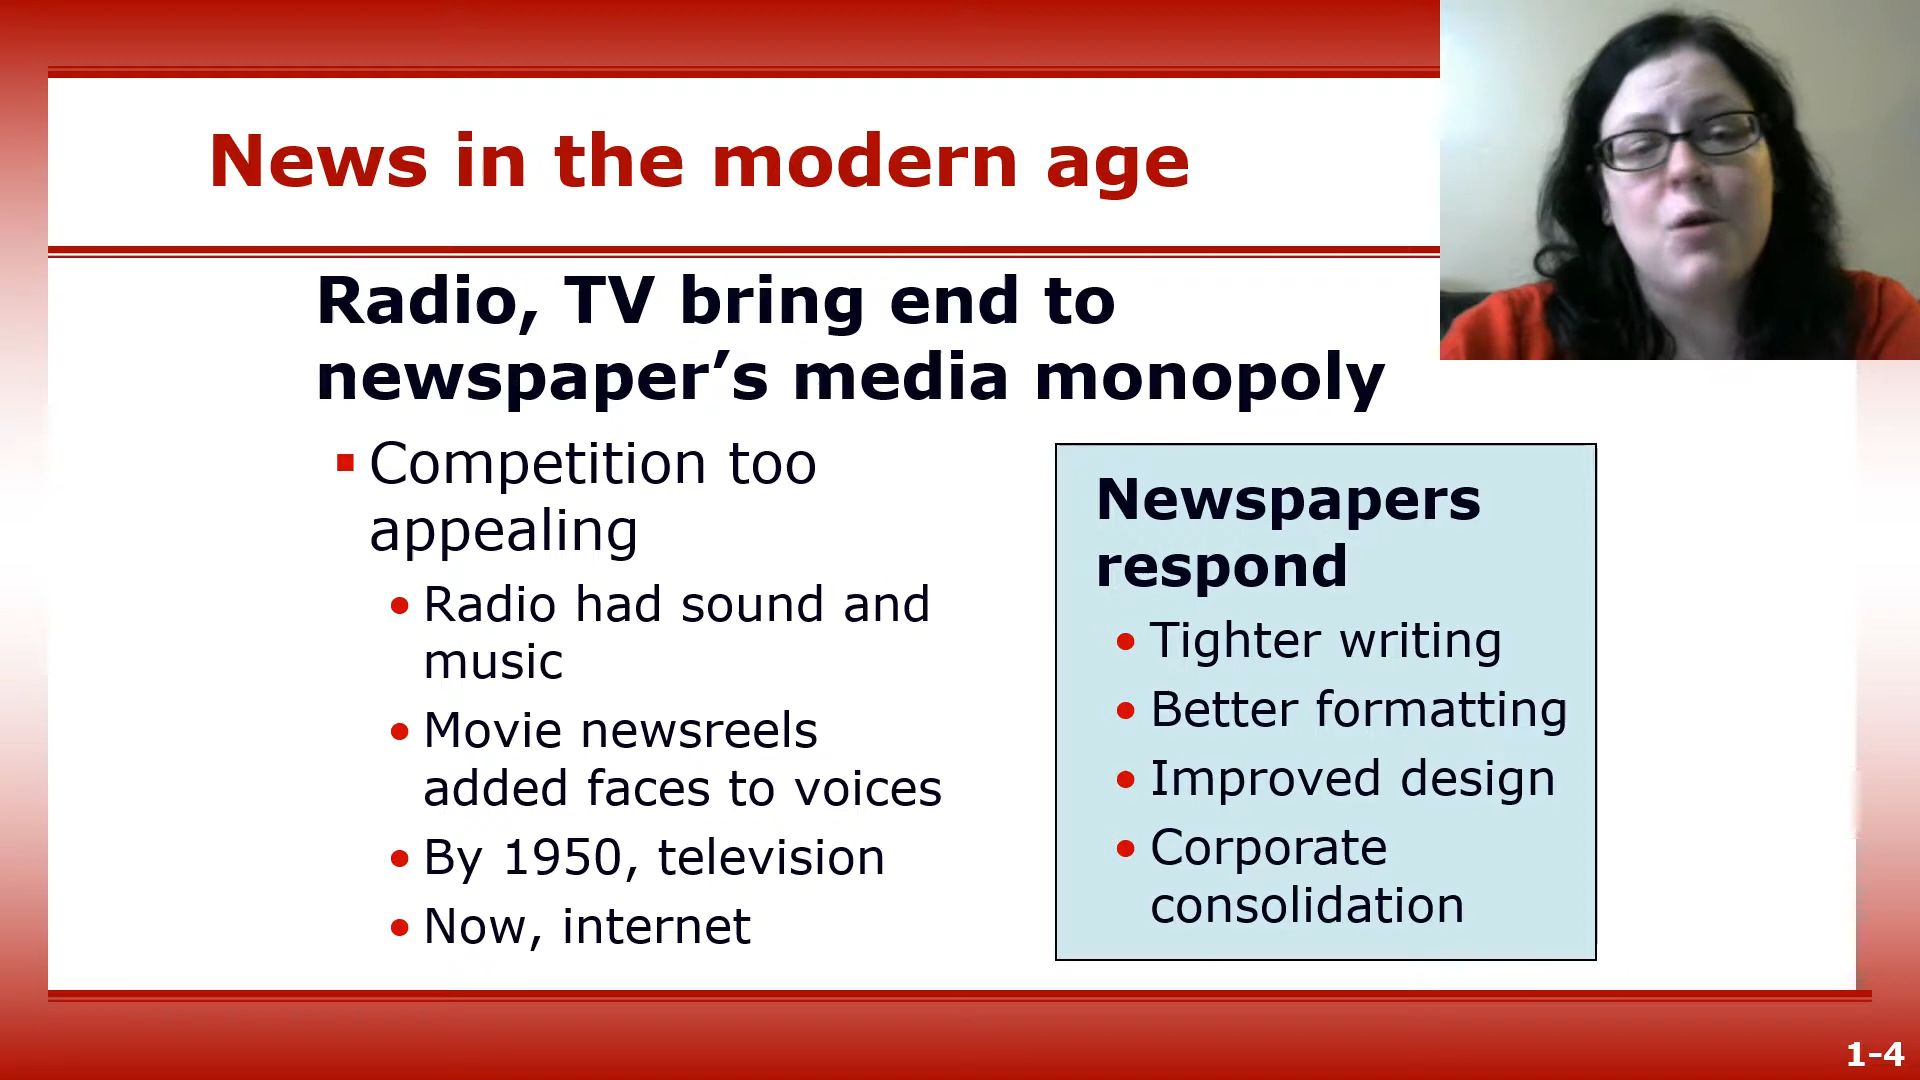 News in the modern age
Radio, TV bring end to
newspaper’s media monopoly
Competition too
appealing
Radio had sound and
music
Movie newsreels
added faces to voices
By 1950, television
Now, internet
Newspapers
respond
Tighter writing
Better formatting
Improved design
Corporate
consolidation
1-4